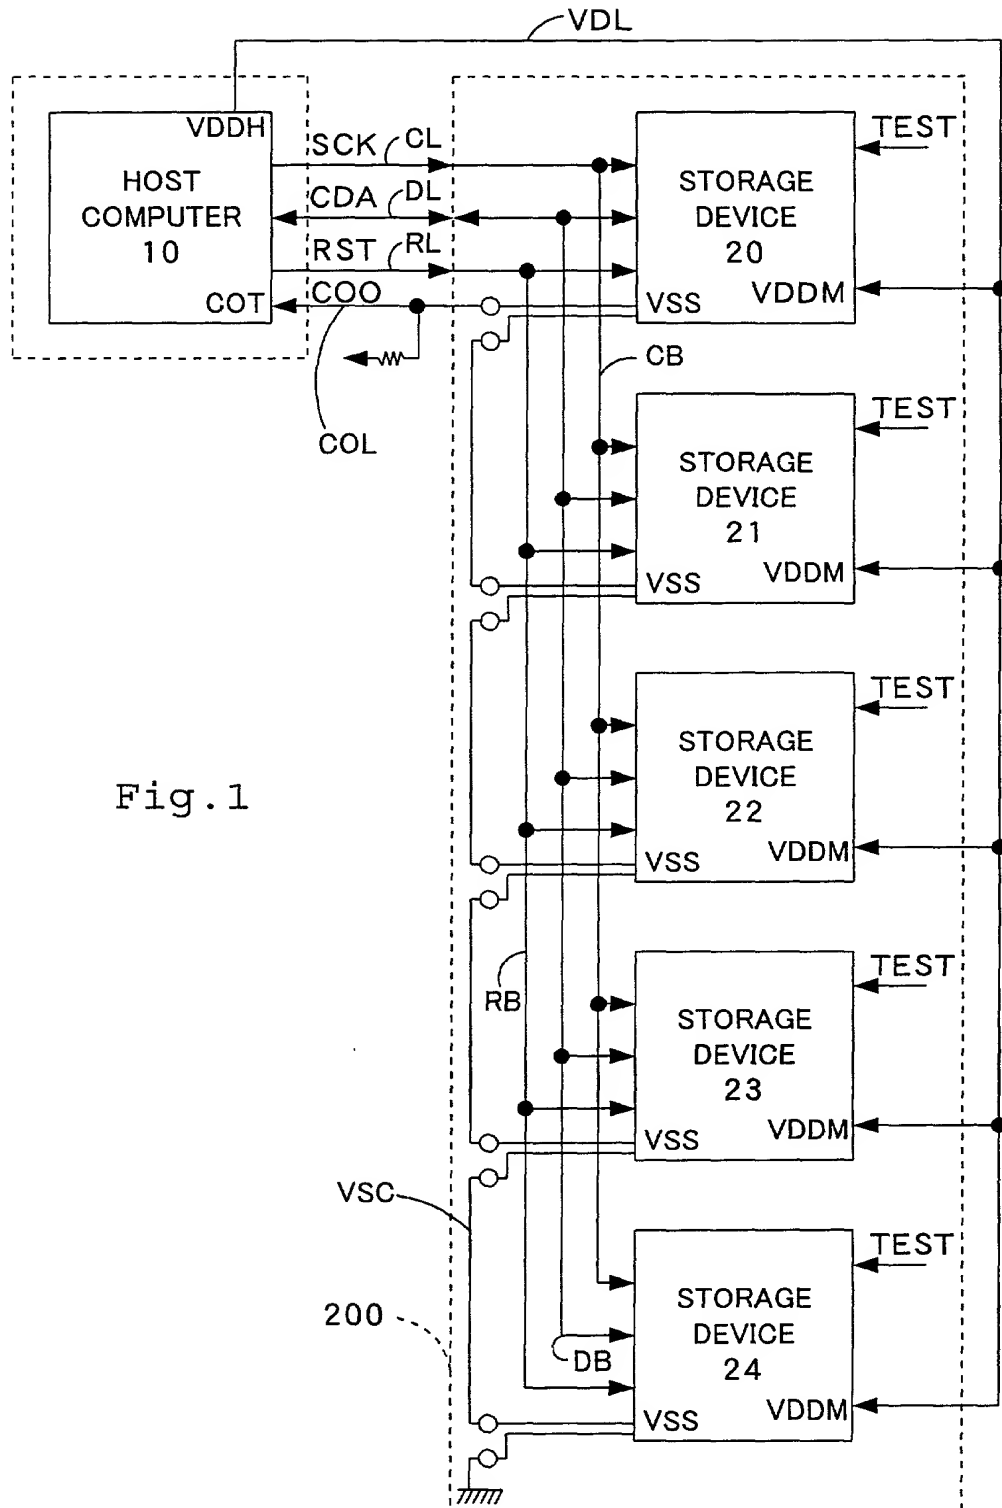 VDL
VDDH
HOST
COMPUTER
10
COT
SCK
CL
CDA
DL
RST
RL
COO
COL
TEST
STORAGE
DEVICE
20
VSS
VDDM
CB
TEST
STORAGE
DEVICE
21
VSS
VDDM
Fig.1
TEST
STORAGE
DEVICE
22
VSS
VDDM
RB
TEST
STORAGE
DEVICE
23
VSS
VDDM
VSC
200
TEST
STORAGE
DEVICE
24
DB
VSS
VDDM